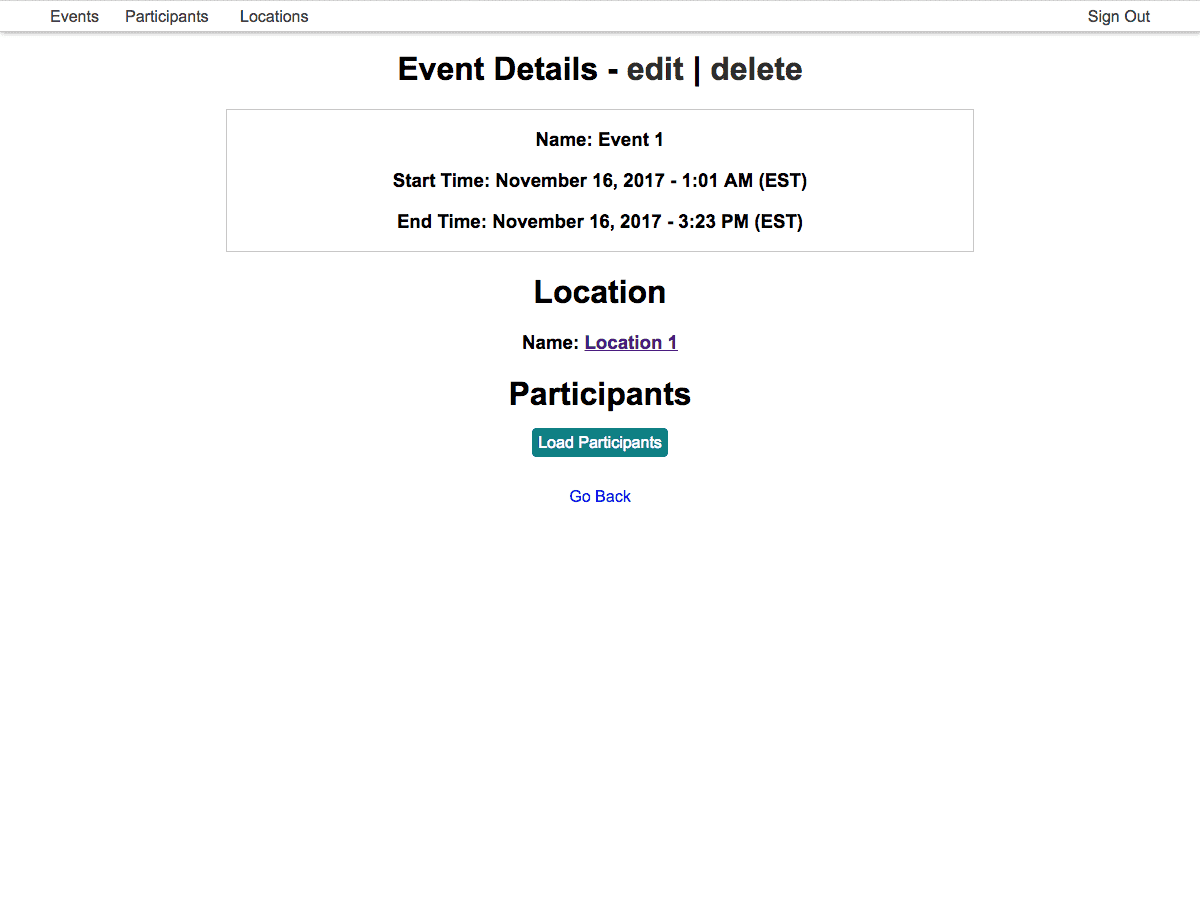 Events Participants Locations Sign Out
Event Details - edit | delete
Name: Event 1
Start Time: November 16, 2017 - 1:01 AM (EST)
End Time: November 16, 2017 - 3:23 PM (EST)
Location
Name: Location 1
Participants
Load Participants
Go Back